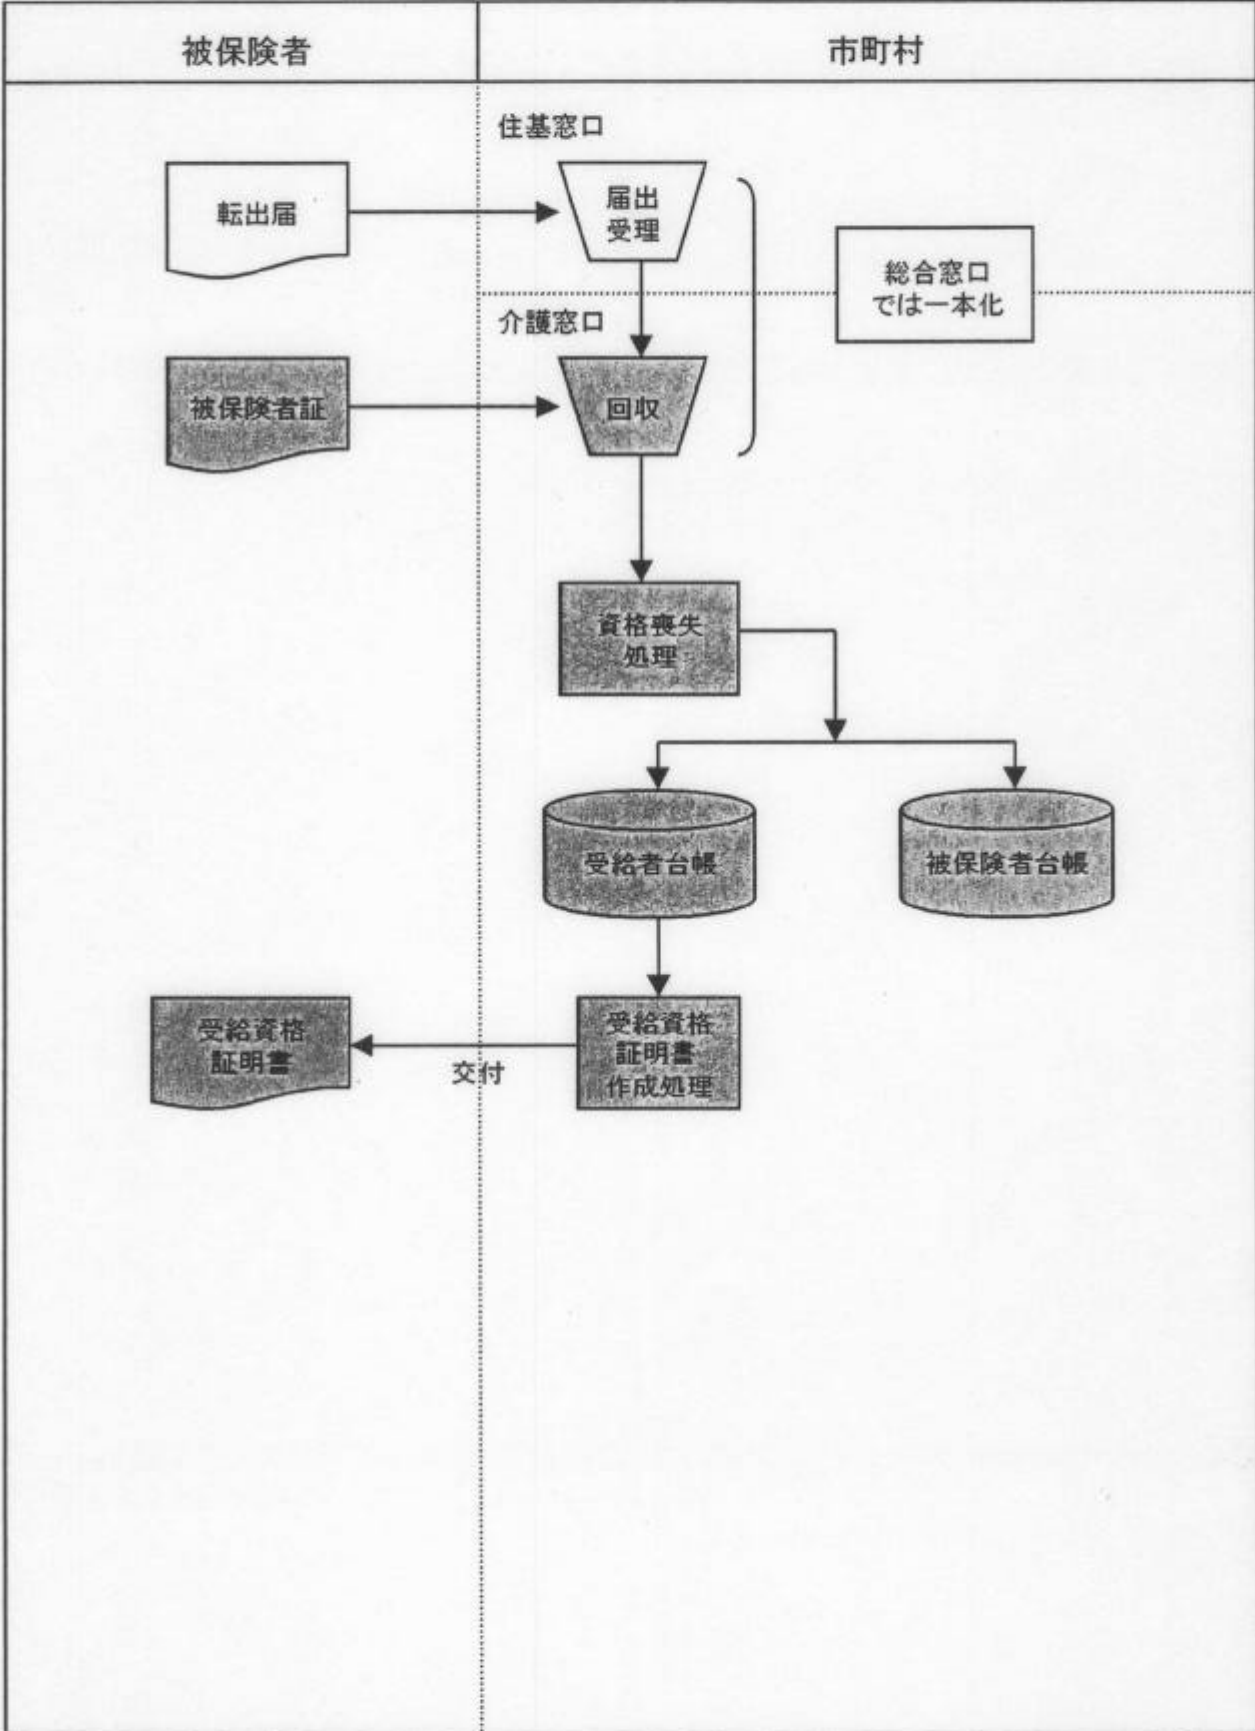 被保険者
市町村
住基窓口
転出届
届出
受理
総合窓口
では一本化
介護窓口
被保険者証
回収
資格喪失
処理
受給者台帳
被保険者台帳
受給資格
証明書
交付
受給資格
証明書
作成処理